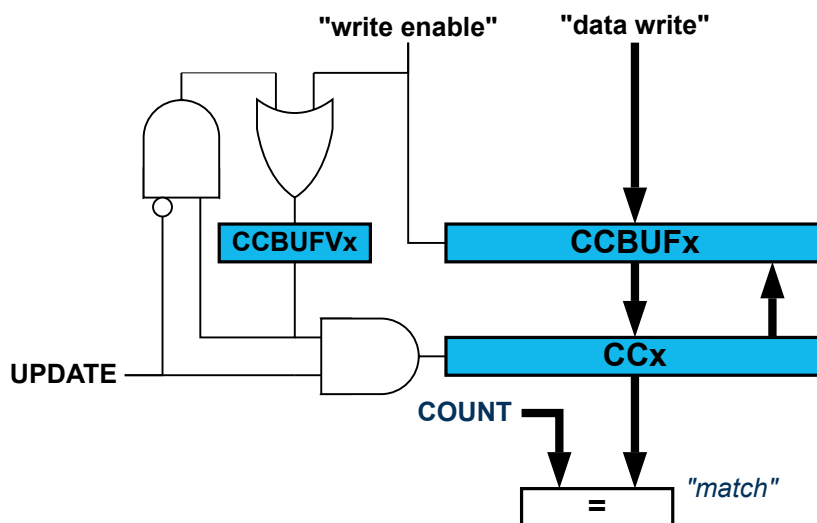 "write enable"
"data write"
CCBUFVx
CCBUFx
CCx
UPDATE
COUNT
"match"
=